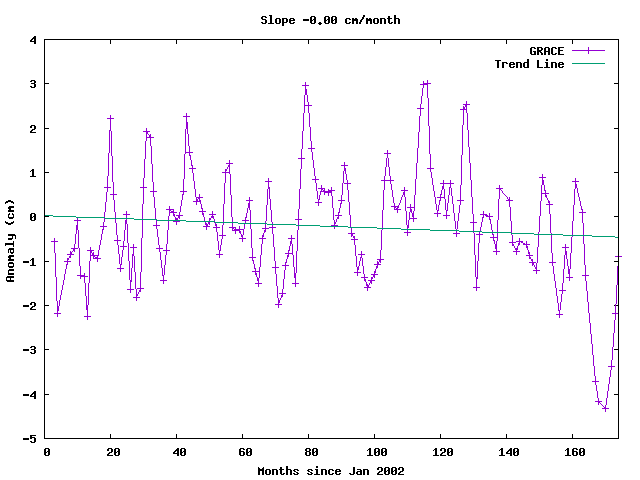 Slope -0.00 cm/month
GRACE
Trend Line
4
3
2
1
0
-1
-2
-3
-4
-5
Anomaly (cm)
0 20 40 60 80 100 120 140 160
Months since Jan 2002